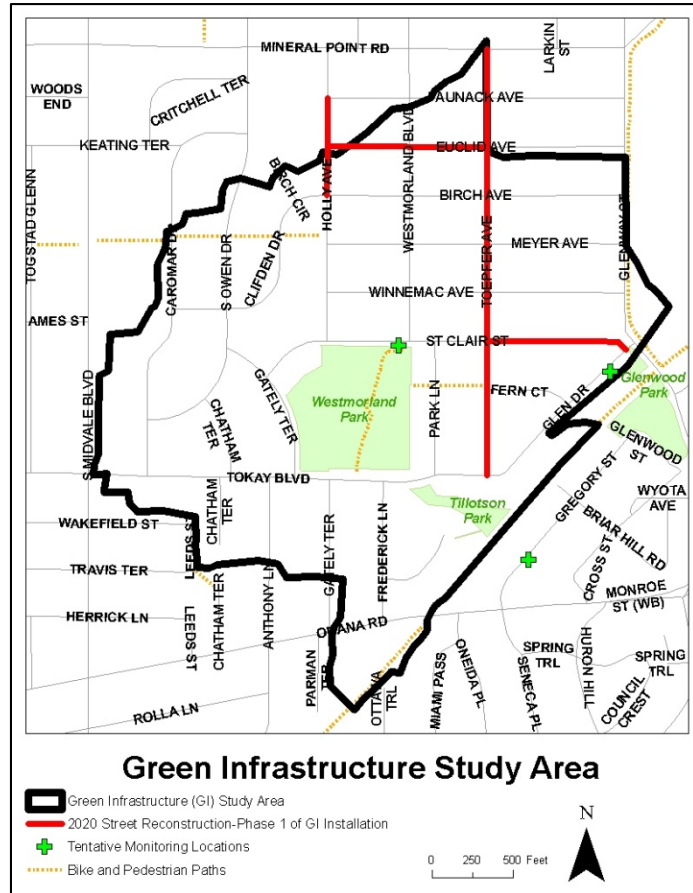 MINERAL POINT RD
LARKIN
ST
WOODS
END
CRITCHELL TER
AUNACK AVE
KEATING TER
EUCLID AVE
BIRCH CIR
HOLLY AVE
WESTMORLAND BLVD
BIRCH AVE
TOGSTAD GLENN
CAROMAR D
S OWEN DR
CLIFDEN DR
TOEPFER AVE
MEYER AVE
GLENWAY ST
WINNEMAC AVE
AMES ST
ST CLAIR ST
S MIDVALE BLVD
GATELY TER
Westmorland
Park
PARK LN
FERN CT
GLEN DR
Glenwood
Park
CHATHAM
TER
GLENWOOD
ST
TOKAY BLVD
GREGORY ST
WYOTA
AVE
WAKEFIELD ST
LEEDS ST
CHATHAM
TER
GATELY TER
FREDERICK LN
Tillotson
Park
BRIAR HILL RD
CROSS ST
TRAVIS TER
MONROE
ST (WB)
HERRICK LN
LEEDS ST
CHATHAM TER
ANTHONY LN
ODANA RD
SPRING
TRL
HURON HILL
SPRING
TRL
PARMAN
TER
OTTAWA
TRL
MIAMI PASS
ONEIDA PL
SENECA PL
COUNCIL
CREST
ROLLA LN
Green Infrastructure Study Area
Green Infrastructure (GI) Study Area
2020 Street Reconstruction-Phase 1 of GI Installation
Tentative Monitoring Locations
Bike and Pedestrian Paths
0 250 500 Feet
N